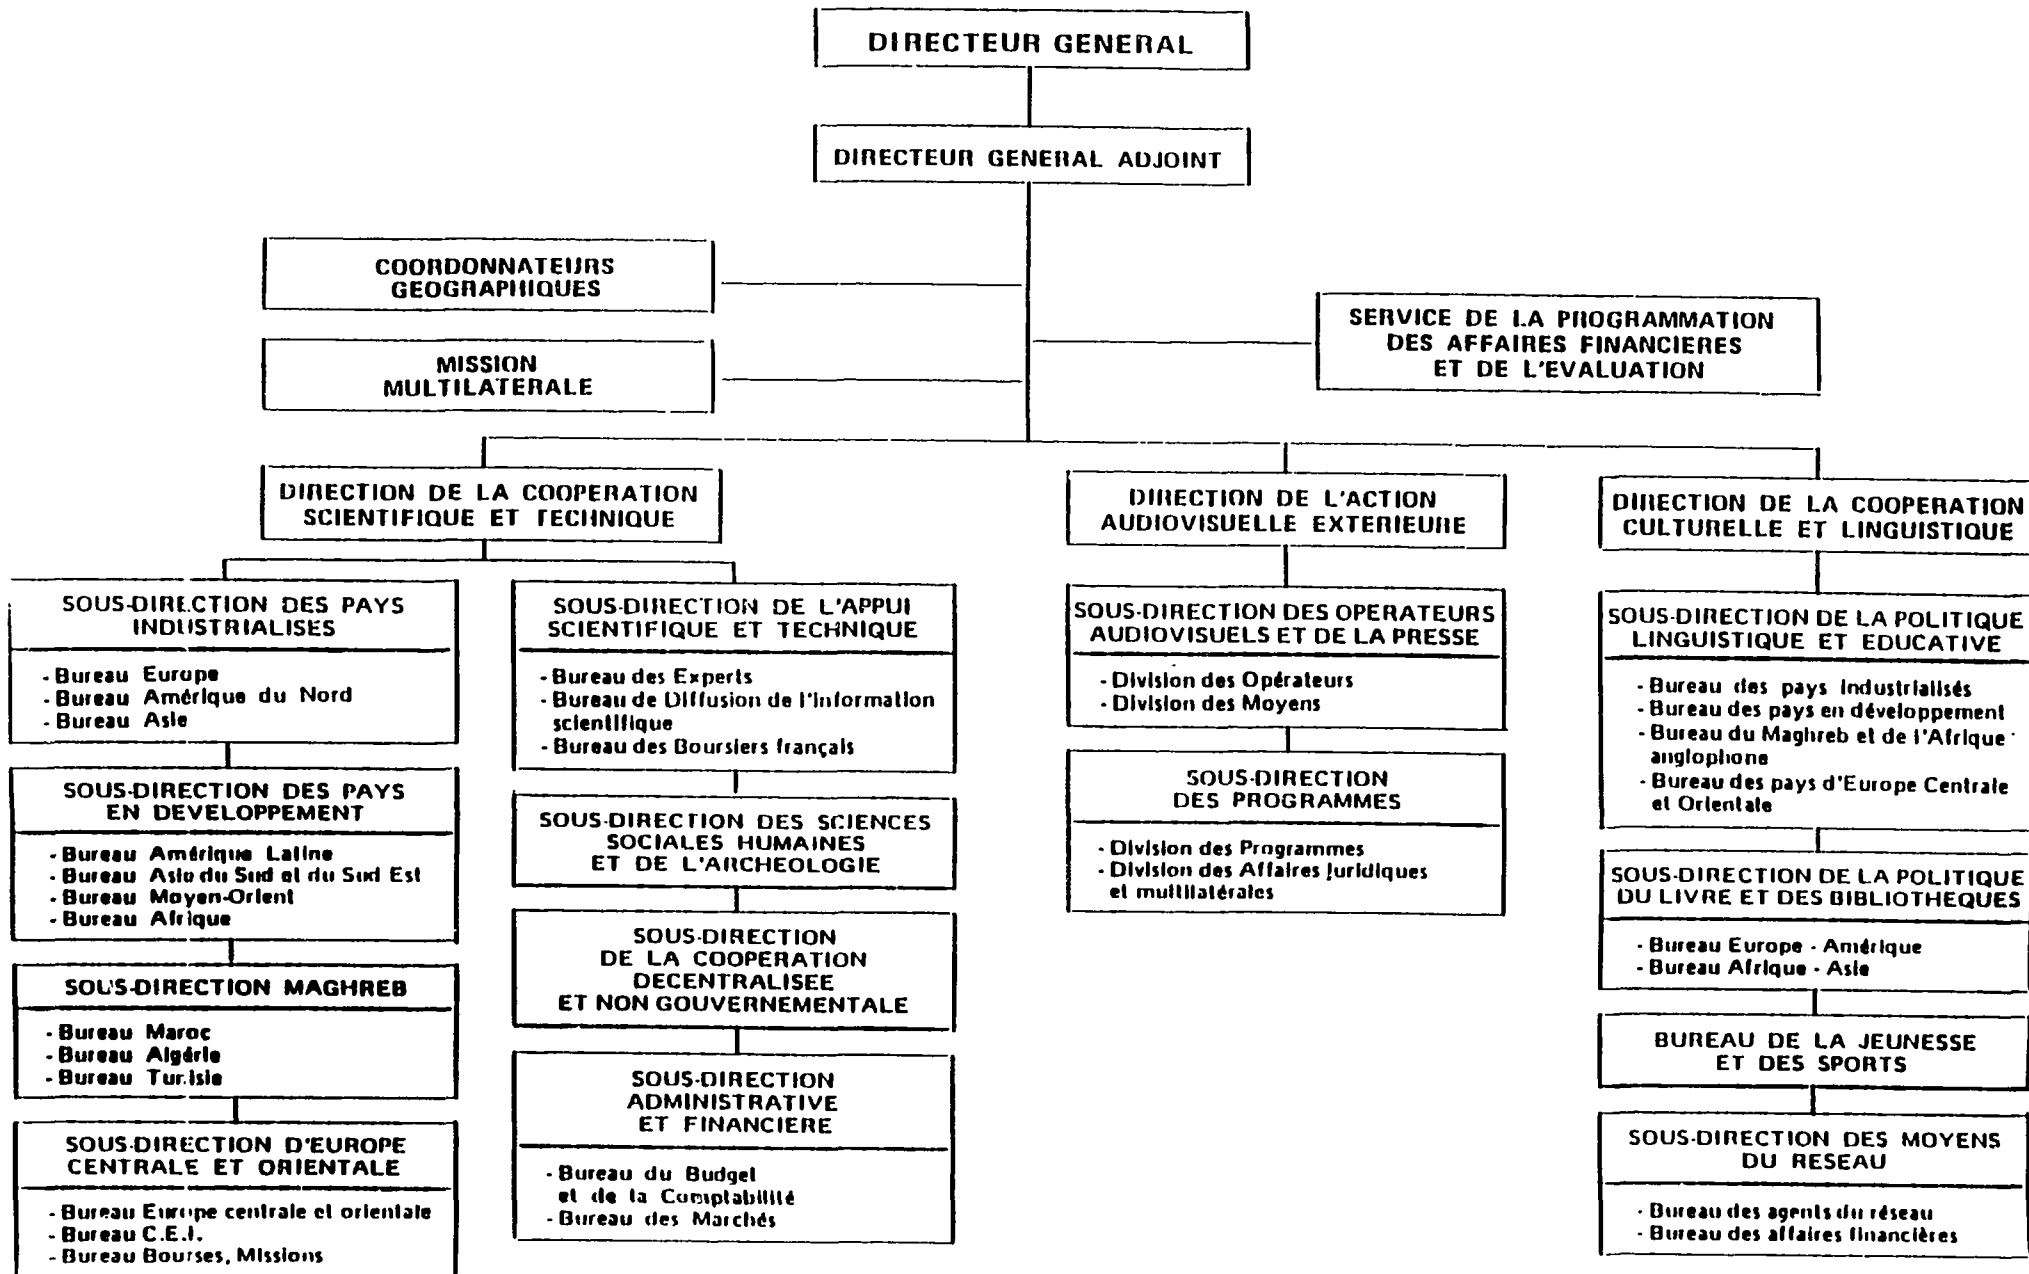 DIRECTEUR GENERAL
DIRECTEUR GENERAL ADJOINT
COORDONNATEURS
GEOGRAPHIQUES
MISSION
MULTILATERALE
SERVICE DE LA PROGRAMMATION
DES AFFAIRES FINANCIERES
ET DE L'EVALUATION
DIRECTION DE LA COOPERATION
SCIENTIFIQUE ET TECHNIQUE
SOUS-DIRECTION DES PAYS
INDUSTRIALISES
- Bureau Europe
- Bureau Amérique du Nord
- Bureau Asie
SOUS-DIRECTION DES PAYS
EN DEVELOPPEMENT
- Bureau Amérique Latine
- Bureau Asie du Sud et du Sud Est
- Bureau Moyen-Orient
- Bureau Afrique
SOUS-DIRECTION MAGHREB
- Bureau Maroc
- Bureau Algérie
- Bureau Tunisie
SOUS-DIRECTION D'EUROPE
CENTRALE ET ORIENTALE
- Bureau Europe centrale et orientale
- Bureau C.E.I.
- Bureau Bourses, Missions
SOUS-DIRECTION DE L'APPUI
SCIENTIFIQUE ET TECHNIQUE
- Bureau des Experts
- Bureau de Diffusion de l'Information
scientifique
- Bureau des Boursiers français
SOUS-DIRECTION DES SCIENCES
SOCIALES HUMAINES
ET DE L'ARCHEOLOGIE
SOUS-DIRECTION
DE LA COOPERATION
DECENTRALISEE
ET NON GOUVERNEMENTALE
SOUS-DIRECTION
ADMINISTRATIVE
ET FINANCIERE
- Bureau du Budget
et de la Comptabilité
- Bureau des Marchés
DIRECTION DE L'ACTION
AUDIOVISUELLE EXTERIEURE
SOUS-DIRECTION DES OPERATEURS
AUDIOVISUELS ET DE LA PRESSE
- Division des Opérateurs
- Division des Moyens
SOUS-DIRECTION
DES PROGRAMMES
- Division des Programmes
- Division des Affaires juridiques
et multilatérales
DIRECTION DE LA COOPERATION
CULTURELLE ET LINGUISTIQUE
SOUS-DIRECTION DE LA POLITIQUE
LINGUISTIQUE ET EDUCATIVE
- Bureau des pays industrialisés
- Bureau des pays en développement
- Bureau du Maghreb et de l'Afrique
anglophone
- Bureau des pays d'Europe Centrale
et Orientale
SOUS-DIRECTION DE LA POLITIQUE
DU LIVRE ET DES BIBLIOTHEQUES
- Bureau Europe - Amérique
- Bureau Afrique - Asie
BUREAU DE LA JEUNESSE
ET DES SPORTS
SOUS-DIRECTION DES MOYENS
DU RESEAU
- Bureau des agents du réseau
- Bureau des affaires financières